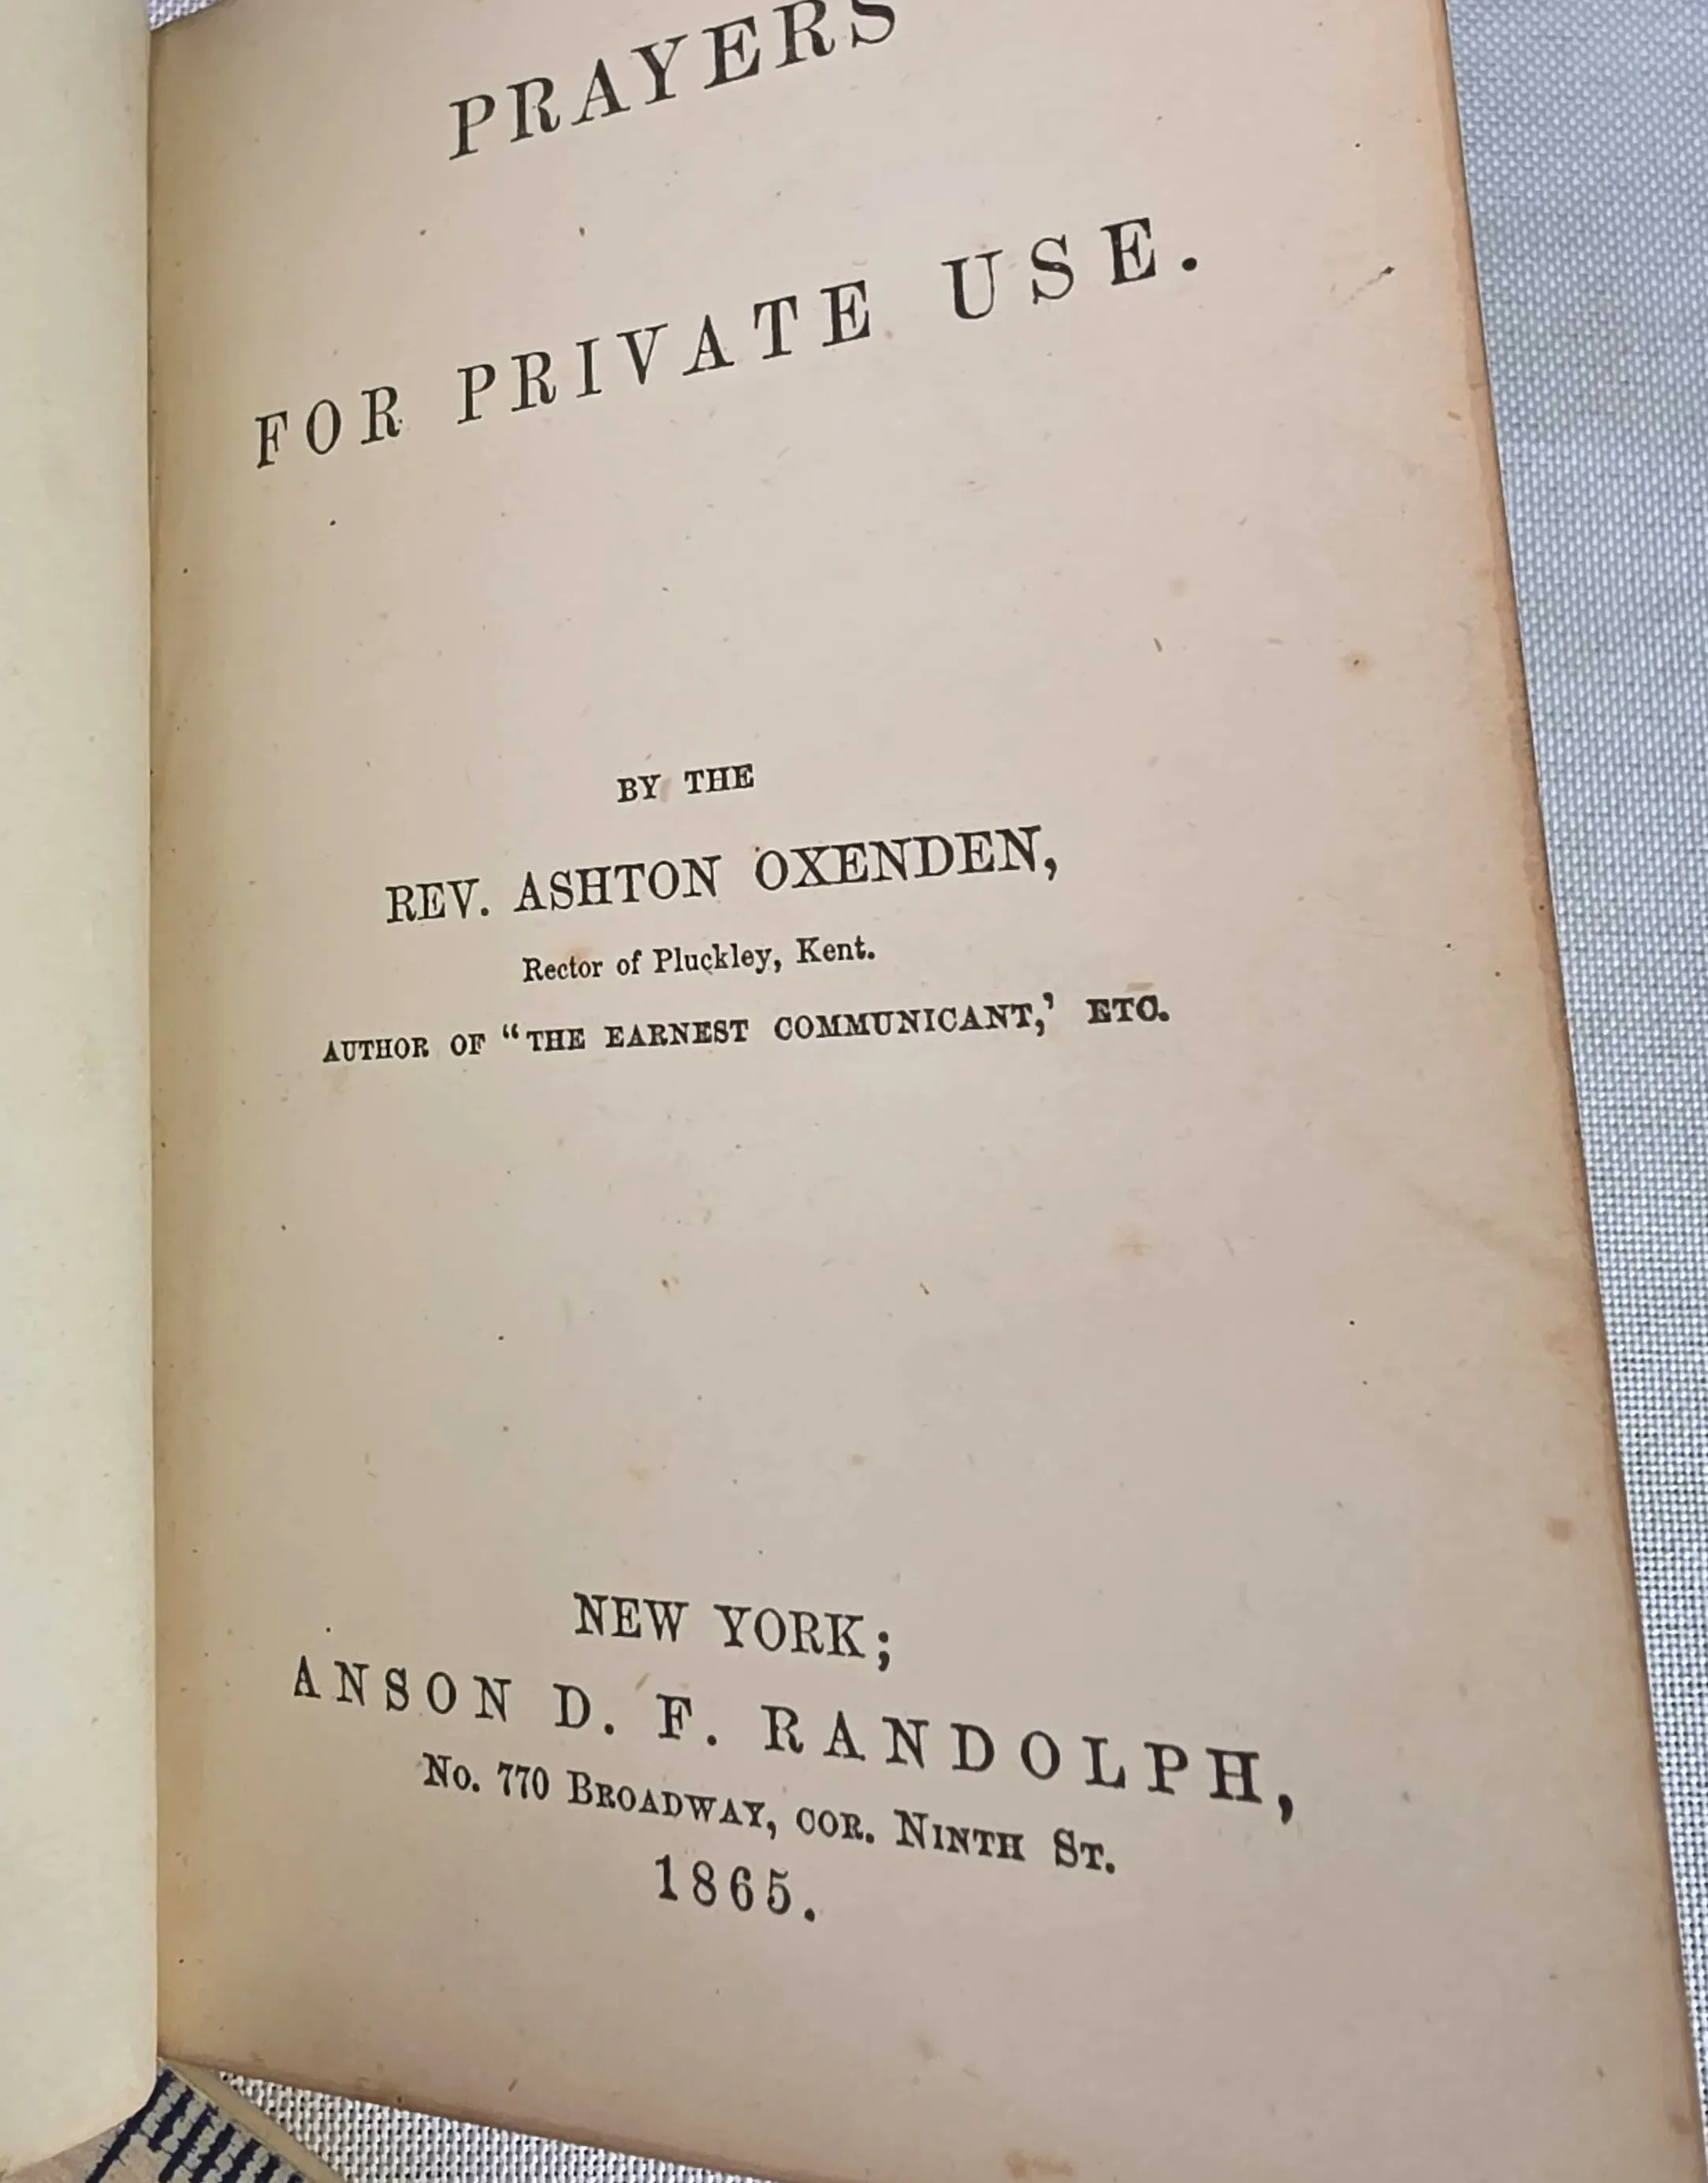 PRAYERS
FOR PRIVATE USE.
BY THE
REV. ASHTON OXENDEN,
Rector of Pluckley, Kent.
AUTHOR OF "THE EARNEST COMMUNICANT,' ETC.
NEW YORK;
ANSON D. F. RANDOLPH,
No. 770 BROADWAY, COR. NINTH ST.
1865.